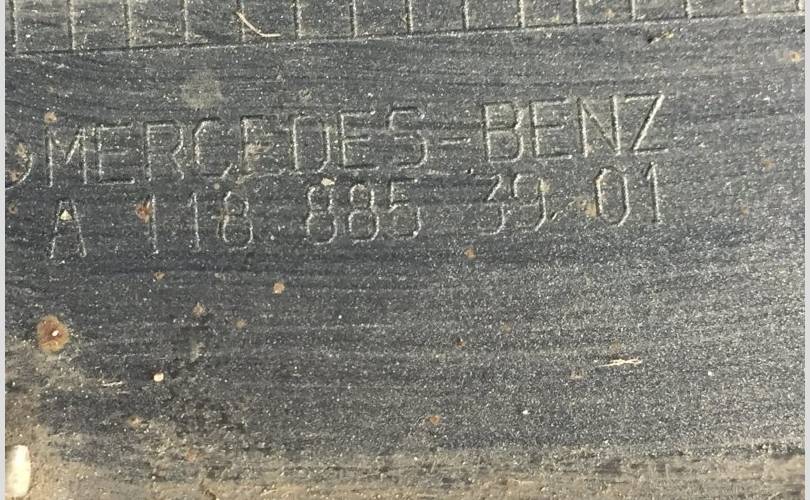 MERCEDES-BENZ
A 118 885 39 01